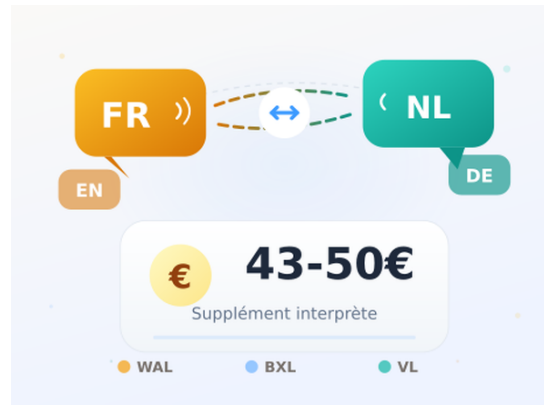 FR
NL
EN
DE
€
43-50€
Supplément interprète
WAL
BXL
VL